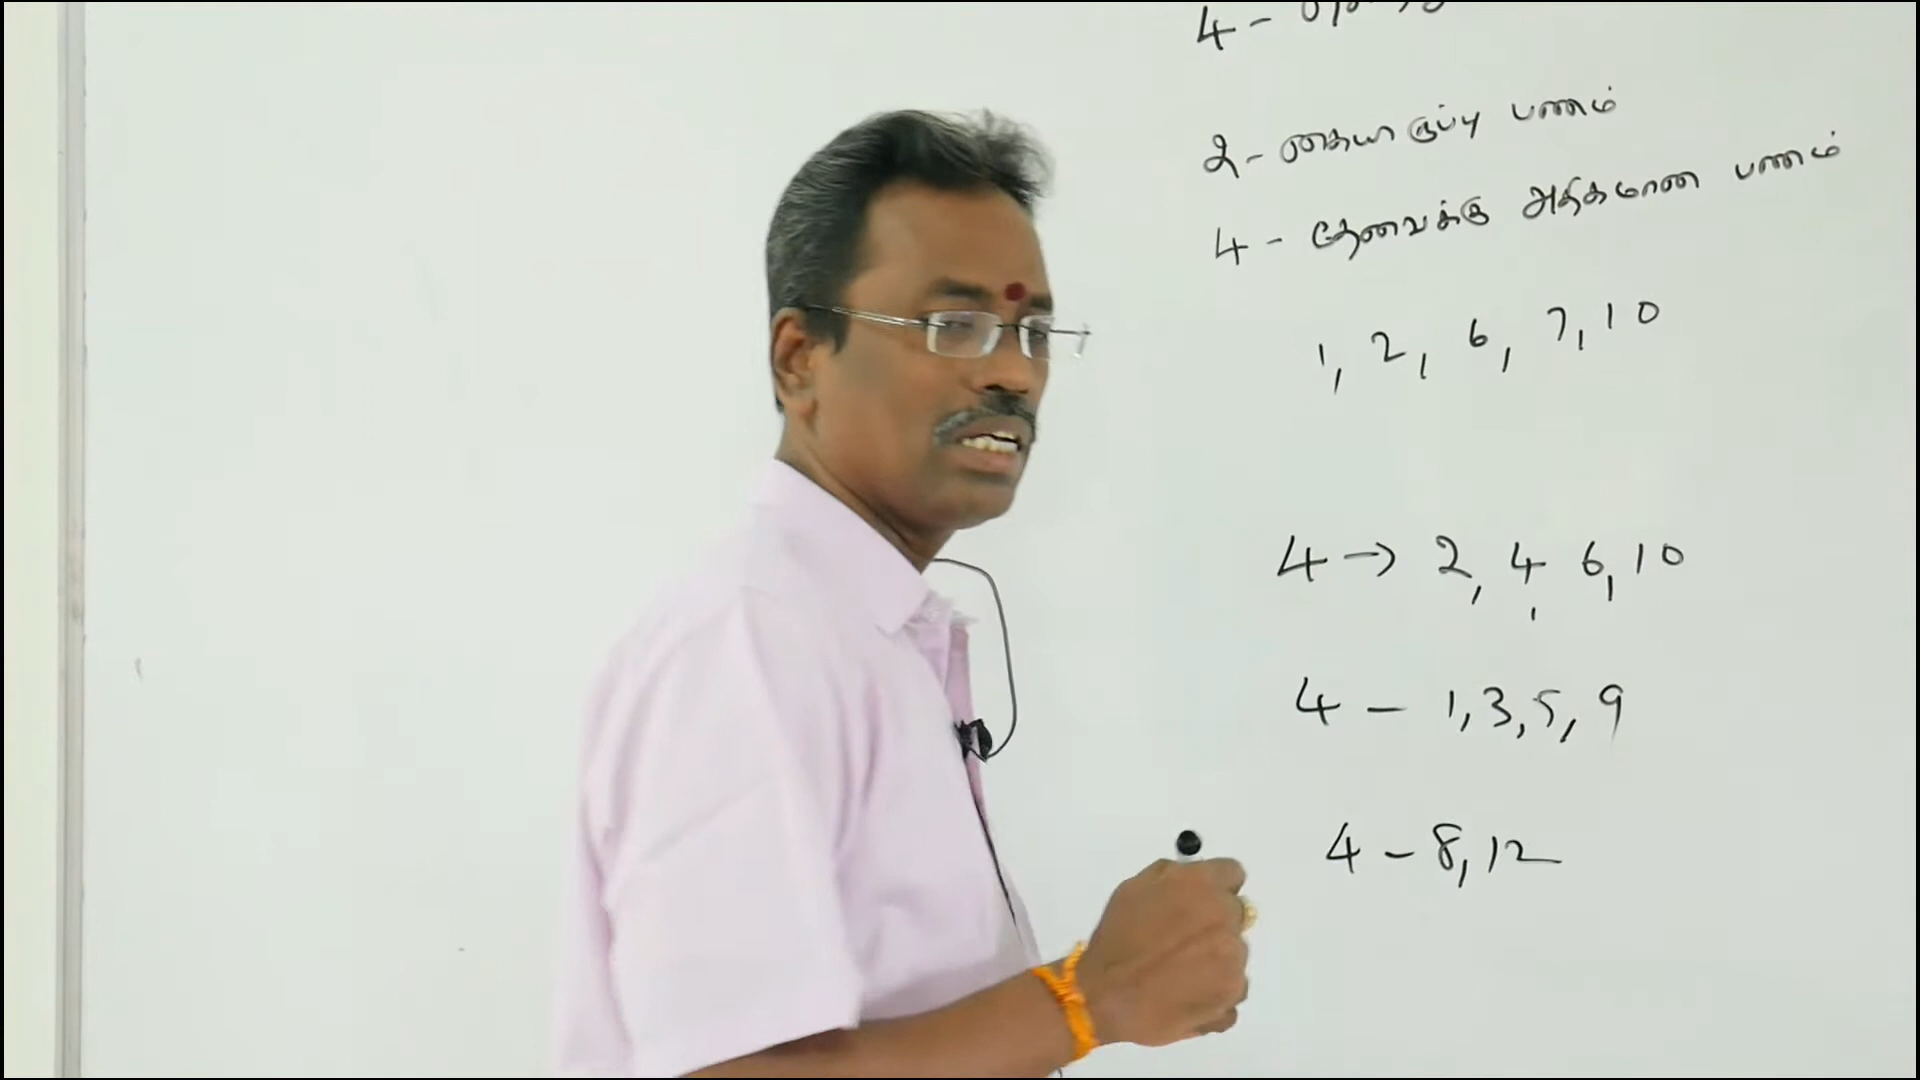 4 -
2 - கையாருப்பு பணம்
4 - தேவைக்கு அதிகமான பணம்
1, 2, 6, 7, 10
4 → 2, 4, 6, 10
4 - 1, 3, 5, 9
4 - 8, 12